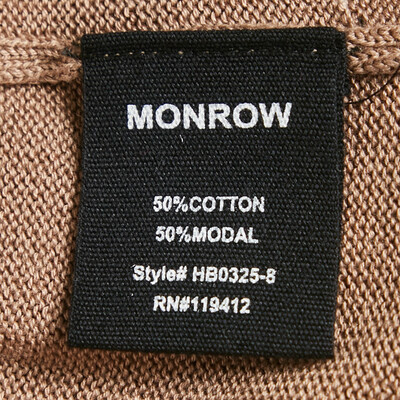 MONROW
50%COTTON
50%MODAL
Style# HB0325-8
RN#119412